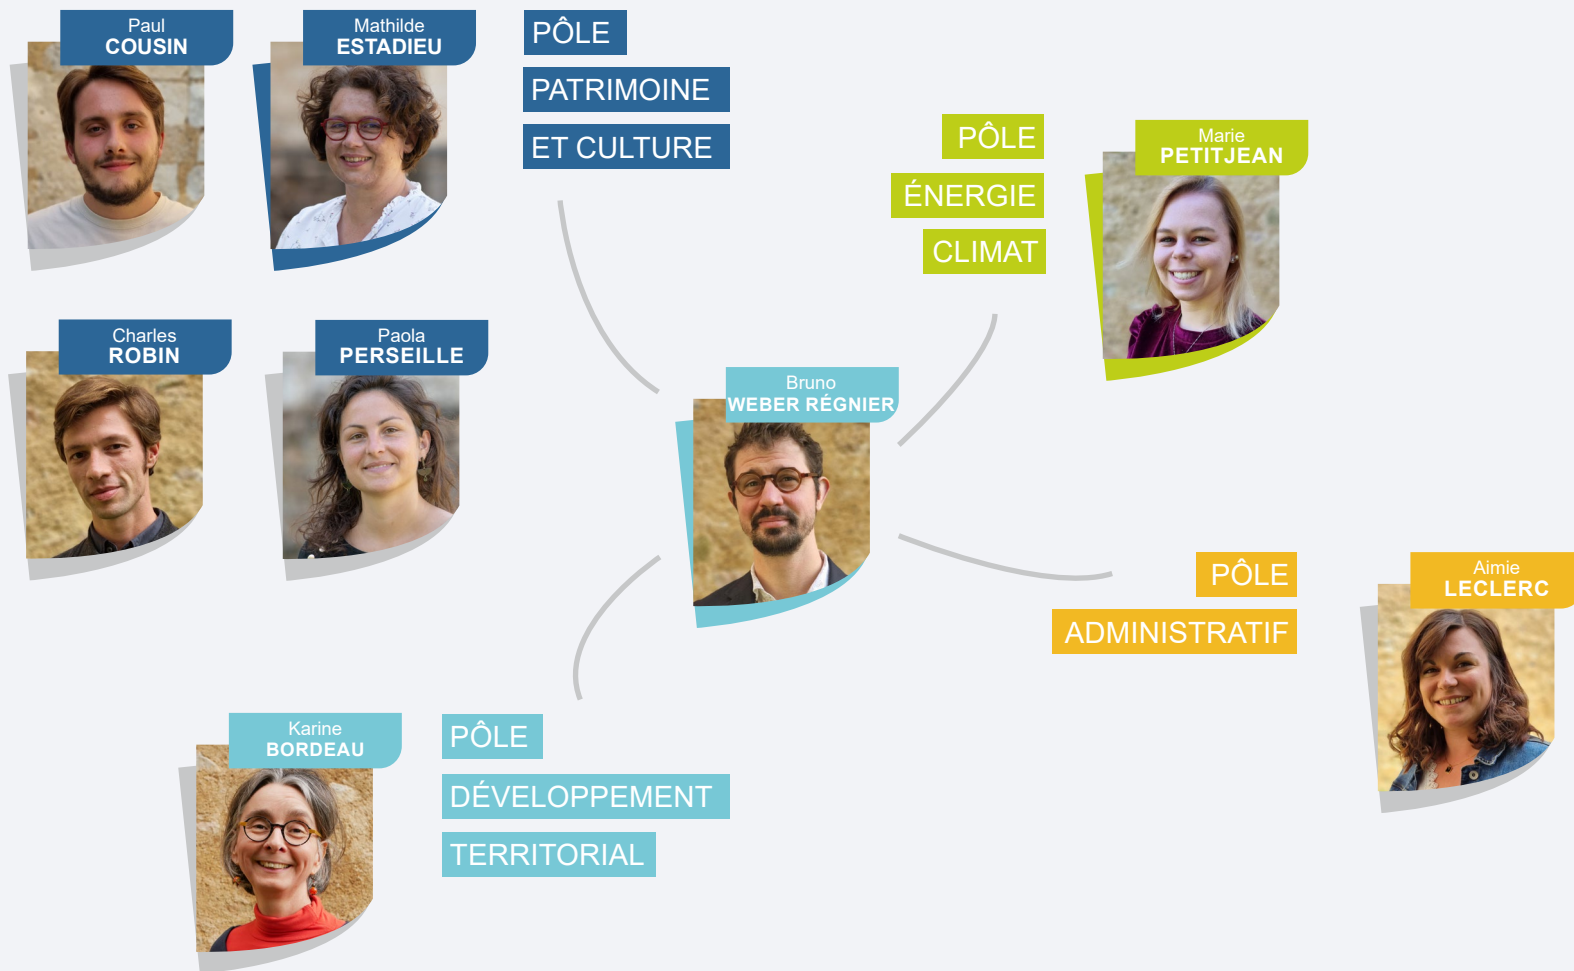 Paul
COUSIN
Mathilde
ESTADIEU
PÔLE
PATRIMOINE
ET CULTURE
PÔLE
ÉNERGIE
CLIMAT
Marie
PETITJEAN
Charles
ROBIN
Paola
PERSEILLE
Bruno
WEBER RÉGNIER
PÔLE
ADMINISTRATIF
Aimie
LECLERC
Karine
BORDEAU
PÔLE
DÉVELOPPEMENT
TERRITORIAL